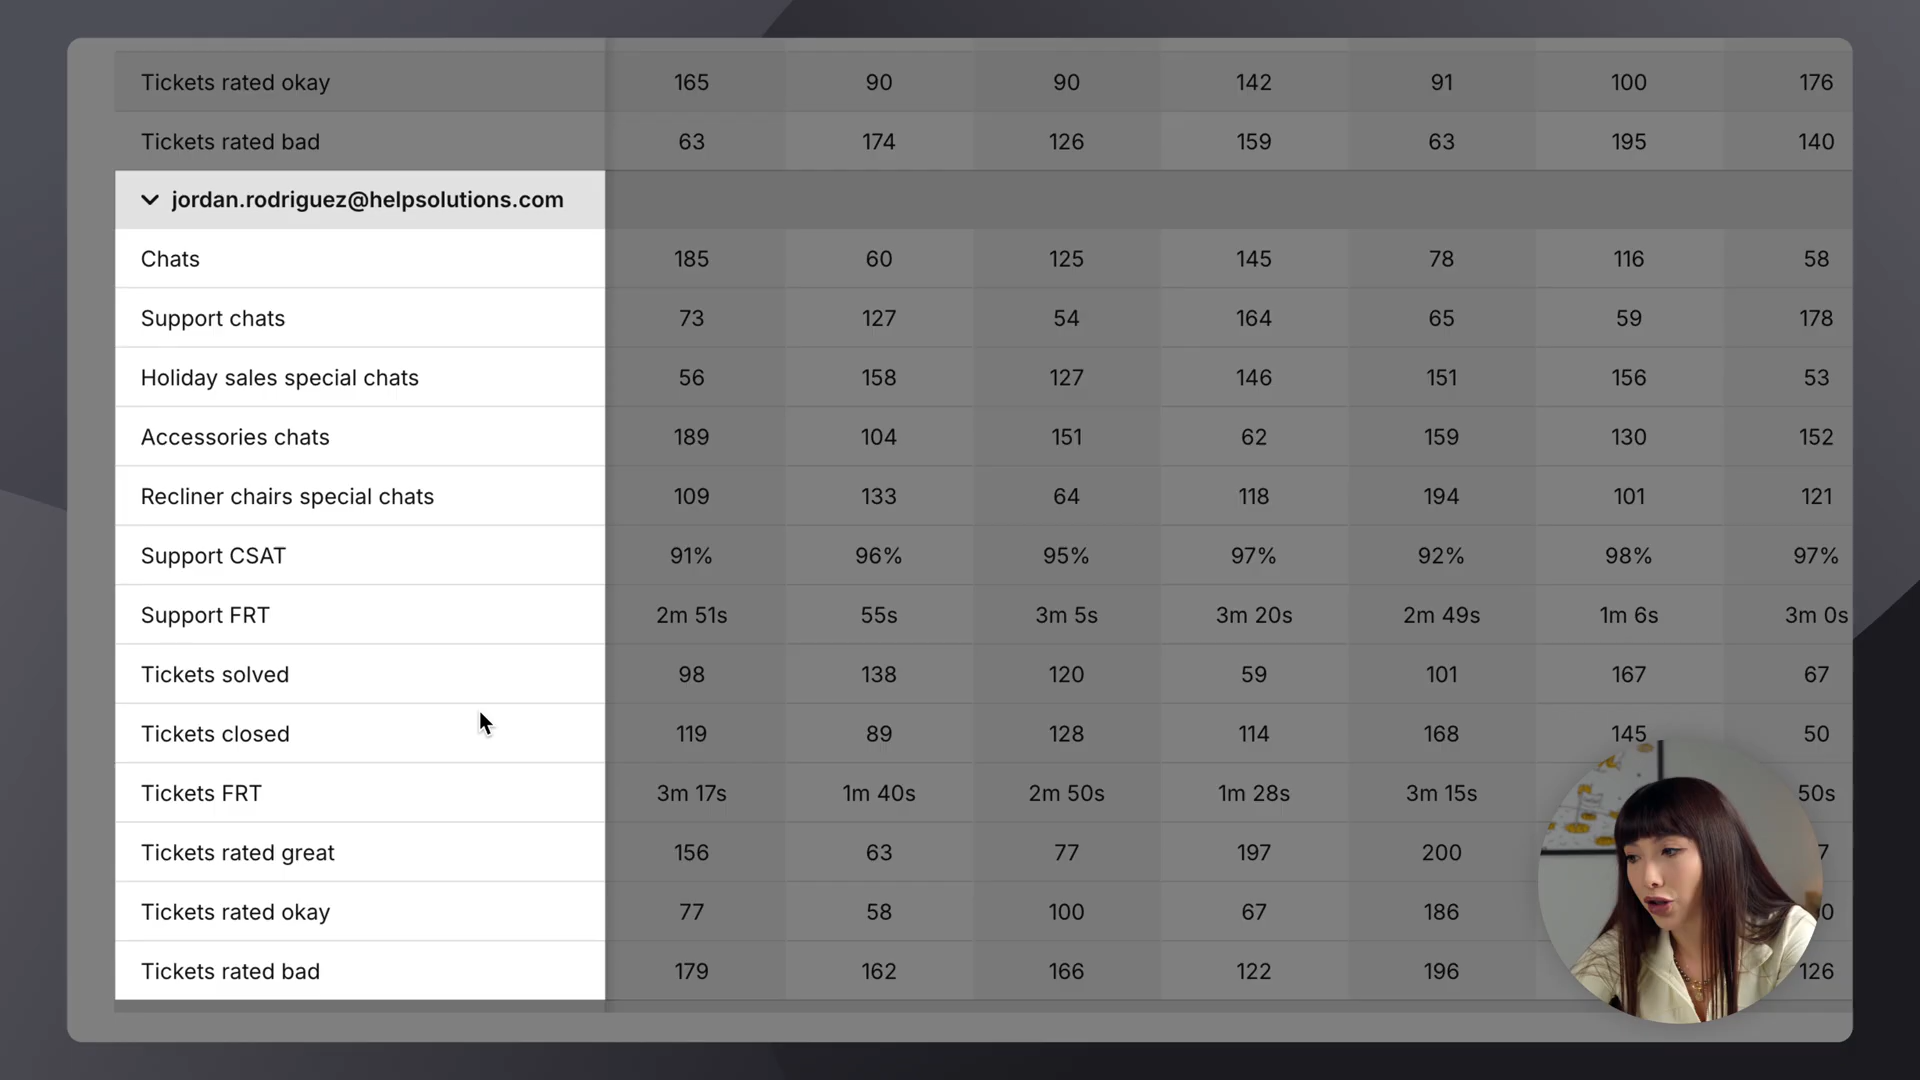 Tickets rated okay 165 90 90 142 91 100 176
Tickets rated bad 63 174 126 159 63 195 140
jordan.rodriguez@helpsolutions.com
Chats 185 60 125 145 78 116 58
Support chats 73 127 54 164 65 59 178
Holiday sales special chats 56 158 127 146 151 156 53
Accessories chats 189 104 151 62 159 130 152
Recliner chairs special chats 109 133 64 118 194 101 121
Support CSAT 91% 96% 95% 97% 92% 98% 97%
Support FRT 2m 51s 55s 3m 5s 3m 20s 2m 49s 1m 6s 3m 0s
Tickets solved 98 138 120 59 101 167 67
Tickets closed 119 89 128 114 168 145 50
Tickets FRT 3m 17s 1m 40s 2m 50s 1m 28s 3m 15s 50s
Tickets rated great 156 63 77 197 200
Tickets rated okay 77 58 100 67 186
Tickets rated bad 179 162 166 122 196 126